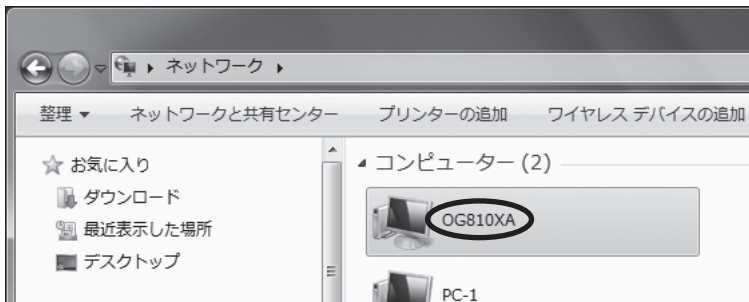 ネットワーク
整理 ネットワークと共有センター プリンターの追加 ワイヤレス デバイスの追加
お気に入り
ダウンロード
最近表示した場所
デスクトップ
コンピューター (2)
OG810XA
PC-1